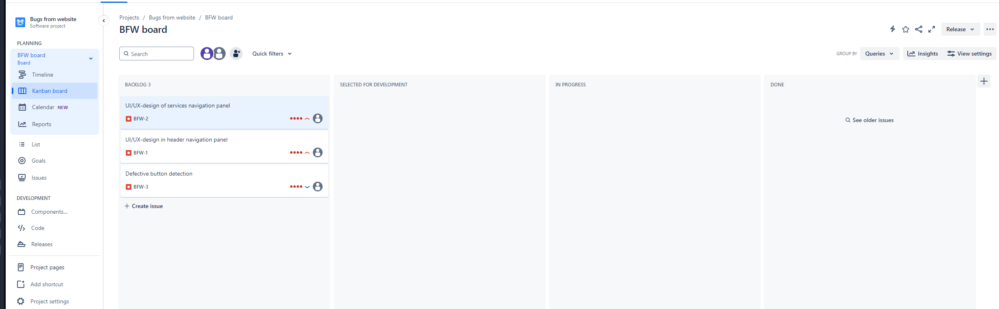 Bugs from website
Software project
PLANNING
BFW board
Board
Timeline
Kanban board
Calendar NEW
Reports
List
Goals
Issues
DEVELOPMENT
Components...
Code
Releases
Project pages
Add shortcut
Project settings
Projects / Bugs from website / BFW board
BFW board
Release
Search
Quick filters
GROUP BY
Queries
Insights
View settings
BACKLOG 3
UI/UX-design of services navigation panel
BFW-2
UI/UX-design in header navigation panel
BFW-1
Defective button detection
BFW-3
Create issue
SELECTED FOR DEVELOPMENT
IN PROGRESS
DONE
See older issues